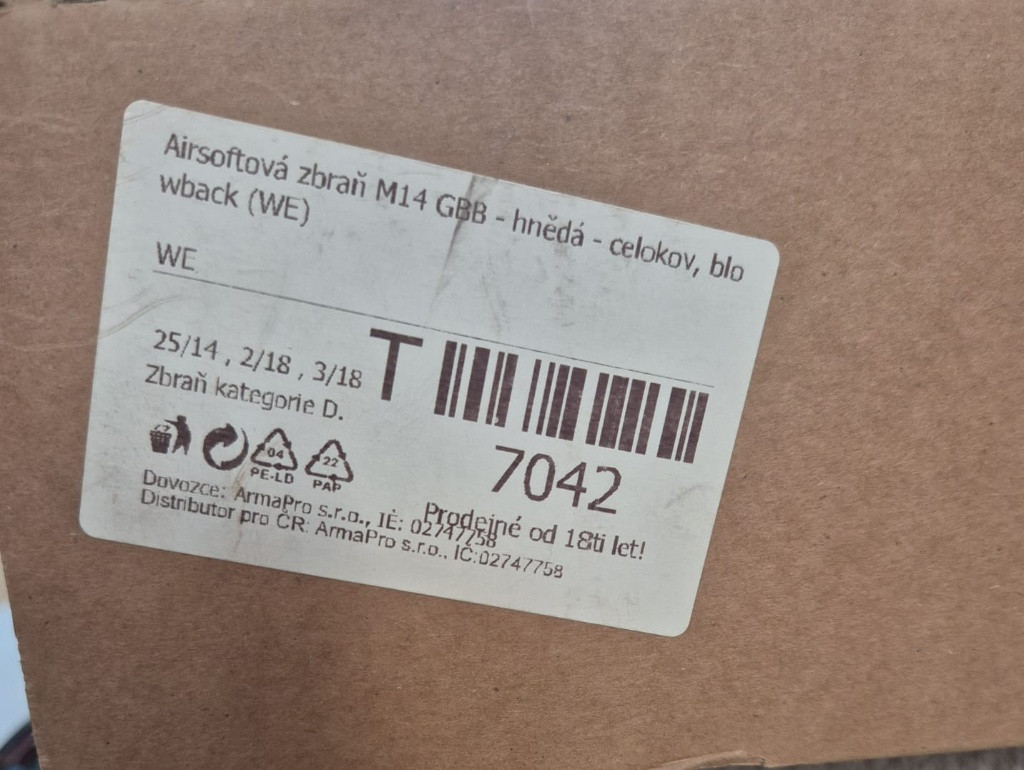 Airsoftová zbraň M14 GBB - hnědá - celokov, blo
wback (WE)
WE
25/14 , 2/18 , 3/18
T
Zbraň kategorie D.
7042
04
PE-LD
22
PAP
Prodejné od 18ti let!
Dovozce: ArmaPro s.r.o., IČ: 02747758
Distributor pro ČR: ArmaPro s.r.o., IČ:02747758